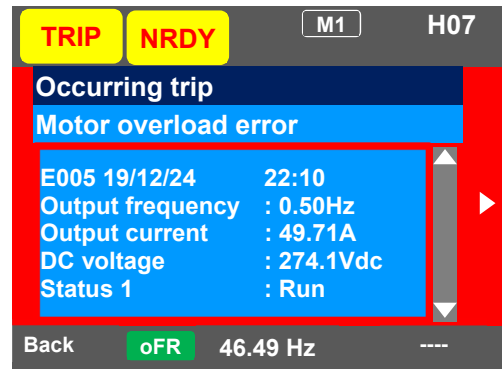 TRIP NRDY M1 H07
Occurring trip
Motor overload error
E005 19/12/24 22:10
Output frequency : 0.50Hz
Output current : 49.71A
DC voltage : 274.1Vdc
Status 1 : Run
Back oFR 46.49 Hz ----